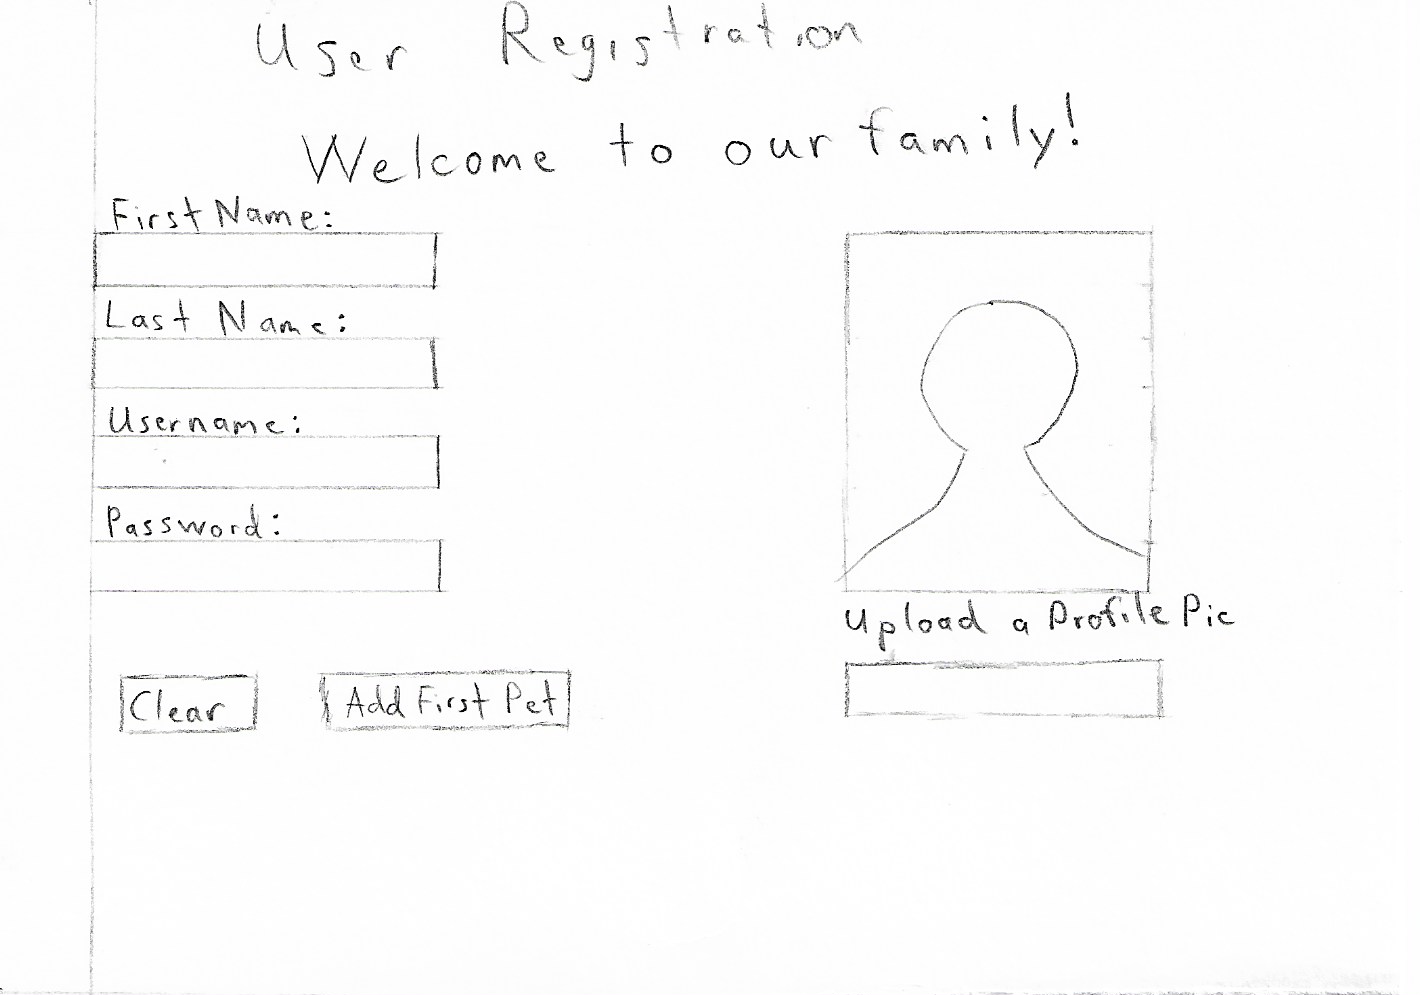 User Registration
Welcome to our family!
First Name:
Last Name:
Username:
Password:
Upload a Profile Pic
Clear
Add First Pet